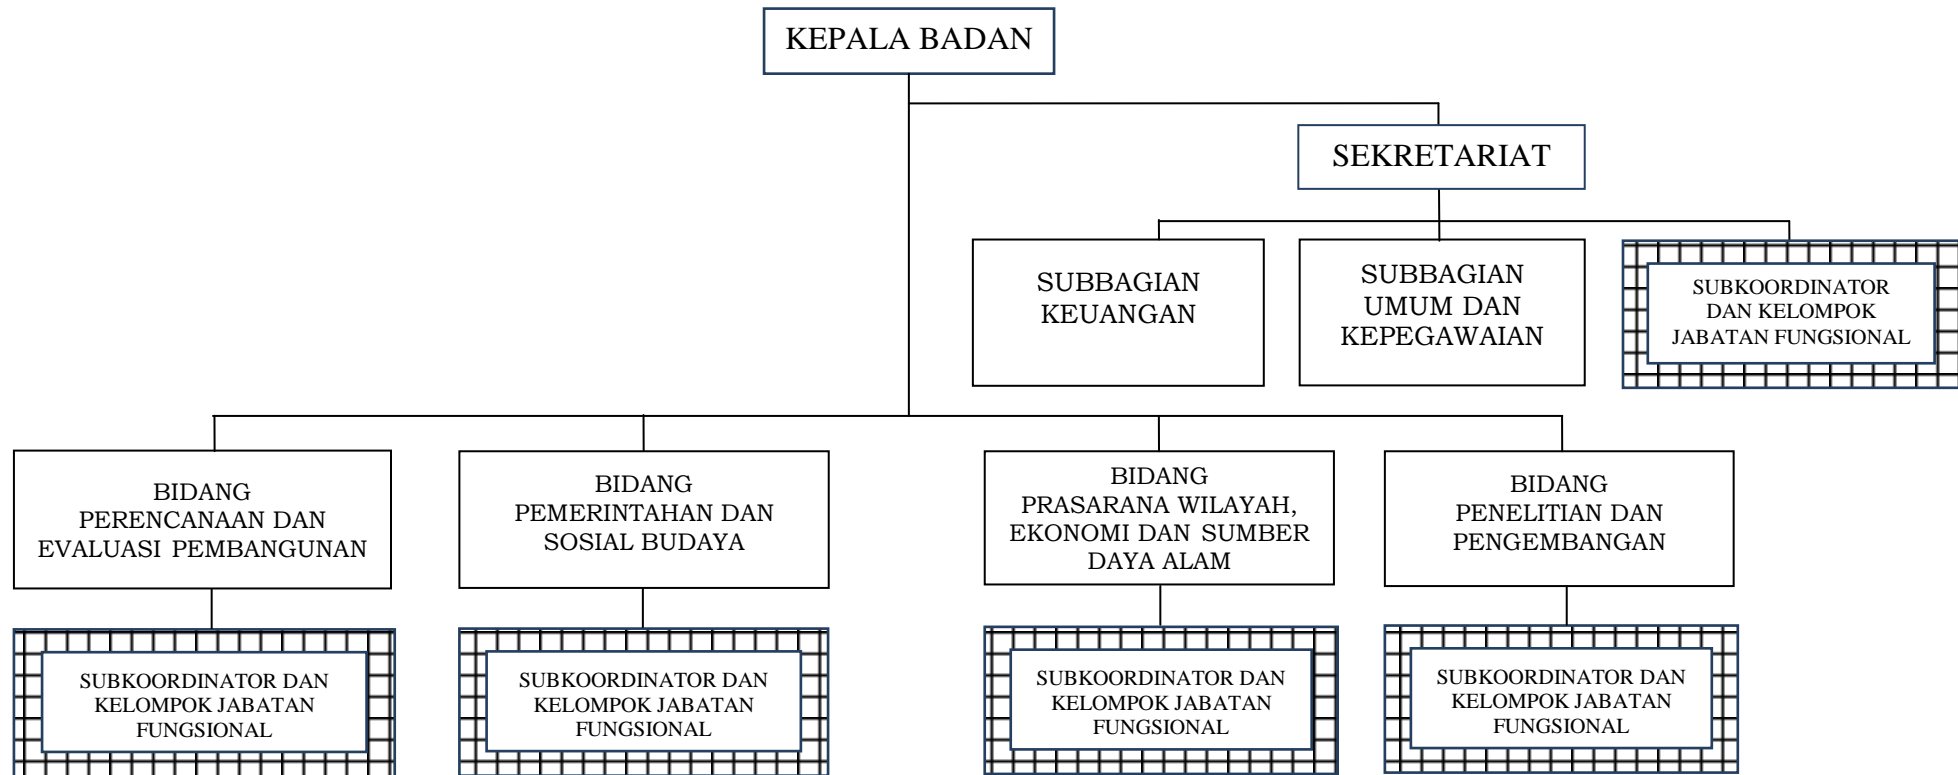 KEPALA BADAN
SEKRETARIAT
SUBBAGIAN
KEUANGAN
SUBBAGIAN
UMUM DAN
KEPEGAWAIAN
SUBKOORDINATOR
DAN KELOMPOK
JABATAN FUNGSIONAL
BIDANG
PERENCANAAN DAN
EVALUASI PEMBANGUNAN
BIDANG
PEMERINTAHAN DAN
SOSIAL BUDAYA
BIDANG
PRASARANA WILAYAH,
EKONOMI DAN SUMBER
DAYA ALAM
BIDANG
PENELITIAN DAN
PENGEMBANGAN
SUBKOORDINATOR DAN
KELOMPOK JABATAN
FUNGSIONAL
SUBKOORDINATOR DAN
KELOMPOK JABATAN
FUNGSIONAL
SUBKOORDINATOR DAN
KELOMPOK JABATAN
FUNGSIONAL
SUBKOORDINATOR DAN
KELOMPOK JABATAN
FUNGSIONAL